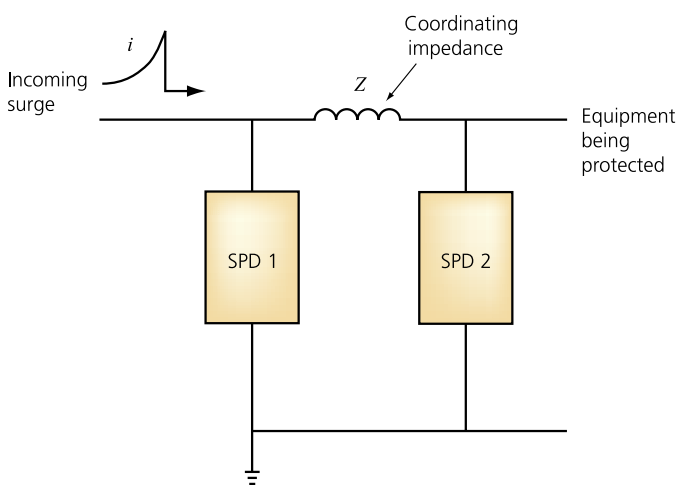 Coordinating
impedance
i
Z
Incoming
surge
Equipment
being
protected
SPD 1
SPD 2